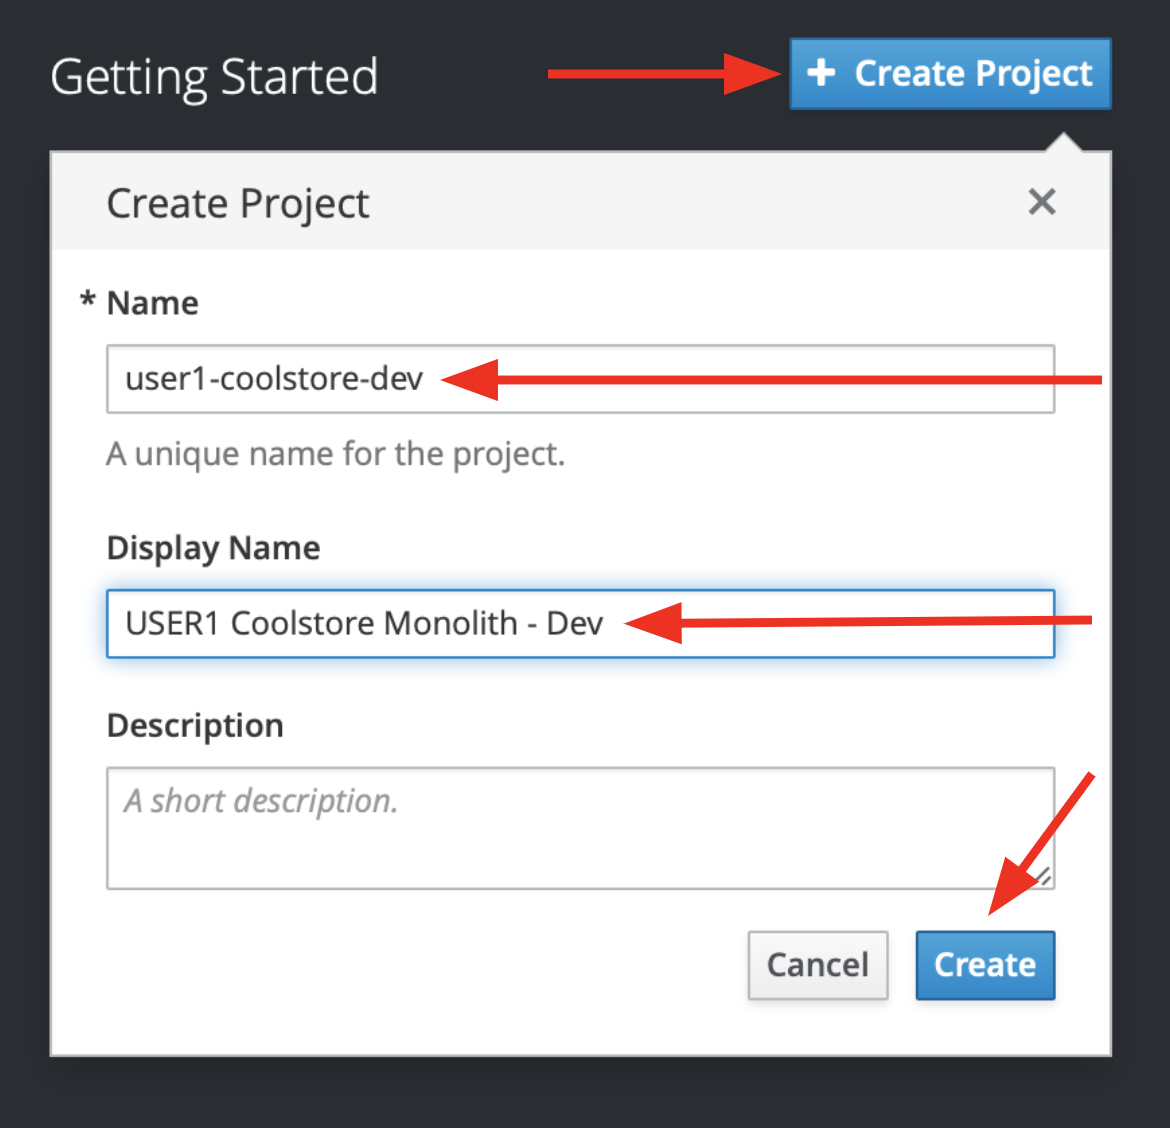 Getting Started
+ Create Project
Create Project
* Name
user1-coolstore-dev
A unique name for the project.
Display Name
USER1 Coolstore Monolith - Dev
Description
A short description.
Cancel
Create